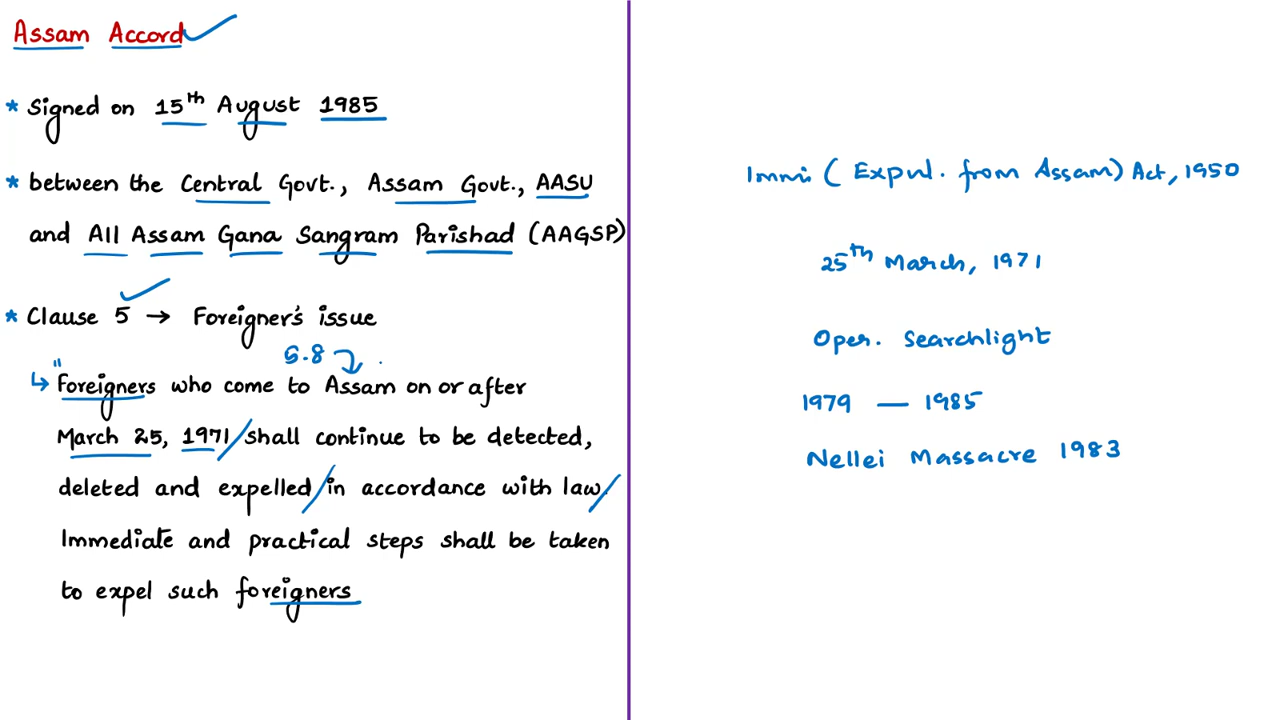 Assam Accord
* Signed on 15th August 1985
* between the Central Govt., Assam Govt., AASU
and All Assam Gana Sangram Parishad (AAGSP)
* Clause 5 → Foreigner's issue
5.8
↳ "Foreigners who come to Assam on or after
March 25, 1971 shall continue to be detected,
deleted and expelled in accordance with law.
Immediate and practical steps shall be taken
to expel such foreigners
Immi. (Expul. from Assam) Act, 1950
25th March, 1971
Oper. Searchlight
1979 — 1985
Nellei Massacre 1983